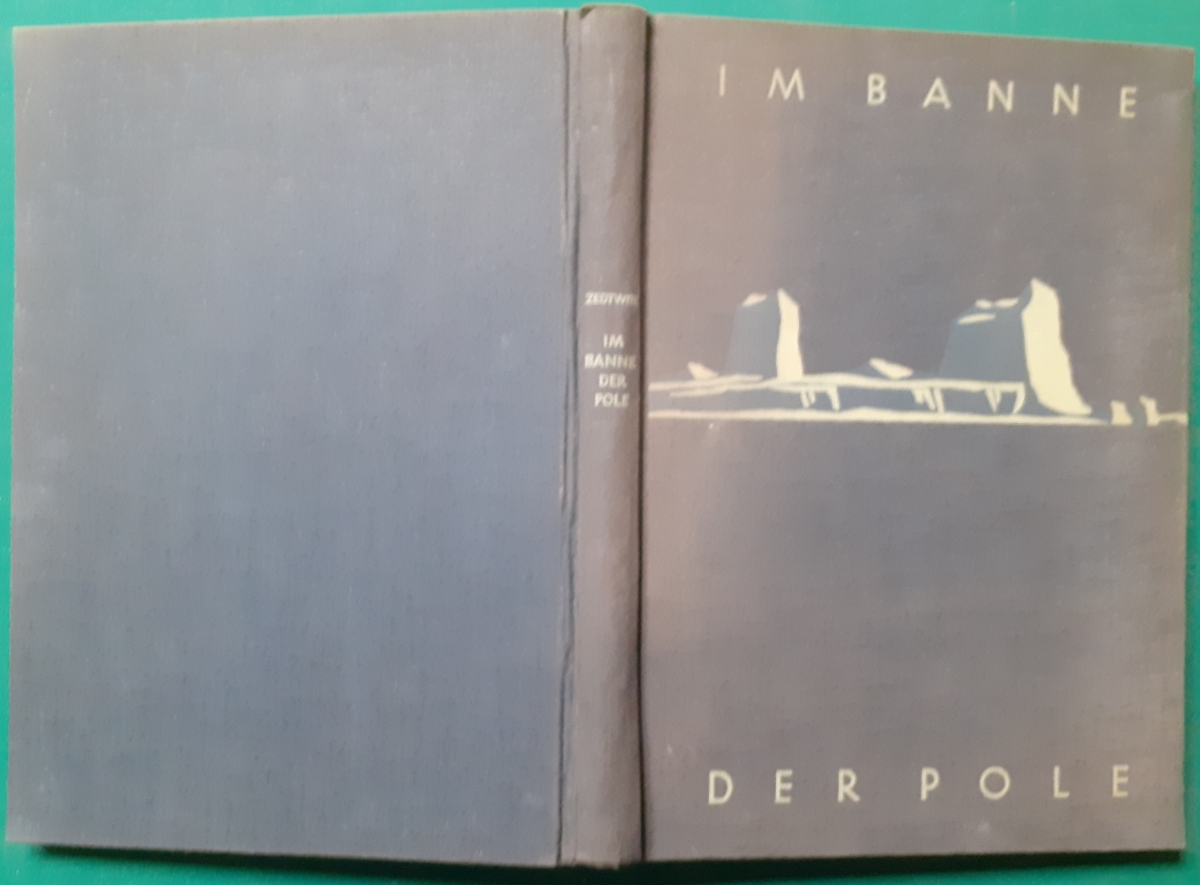 ZEDTWITZ
IM
BANNE
DER
POLE
IM BANNE
DER POLE